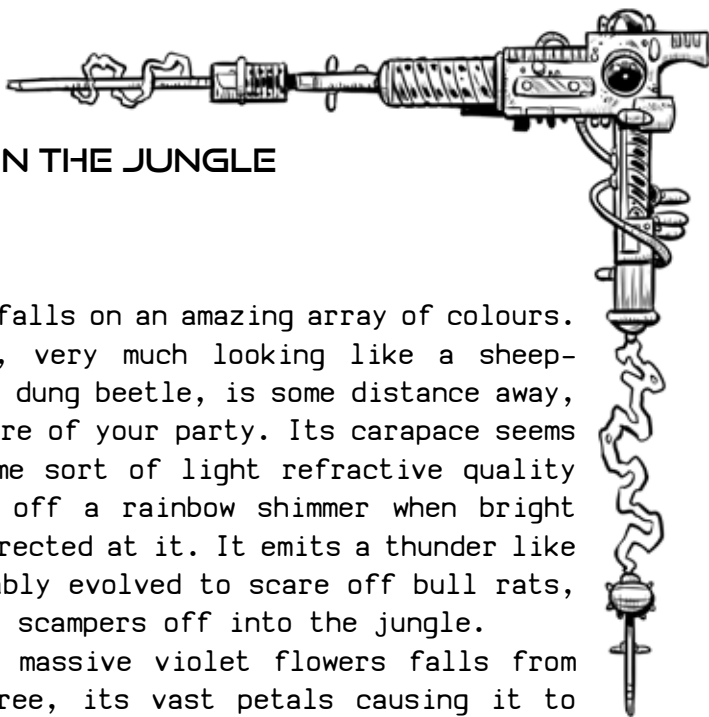 N THE JUNGLE
falls on an amazing array of colours.
, very much looking like a sheep-
dung beetle, is some distance away,
re of your party. Its carapace seems
me sort of light refractive quality
off a rainbow shimmer when bright
rected at it. It emits a thunder like
ably evolved to scare off bull rats,
scampers off into the jungle.
massive violet flowers falls from
ree, its vast petals causing it to